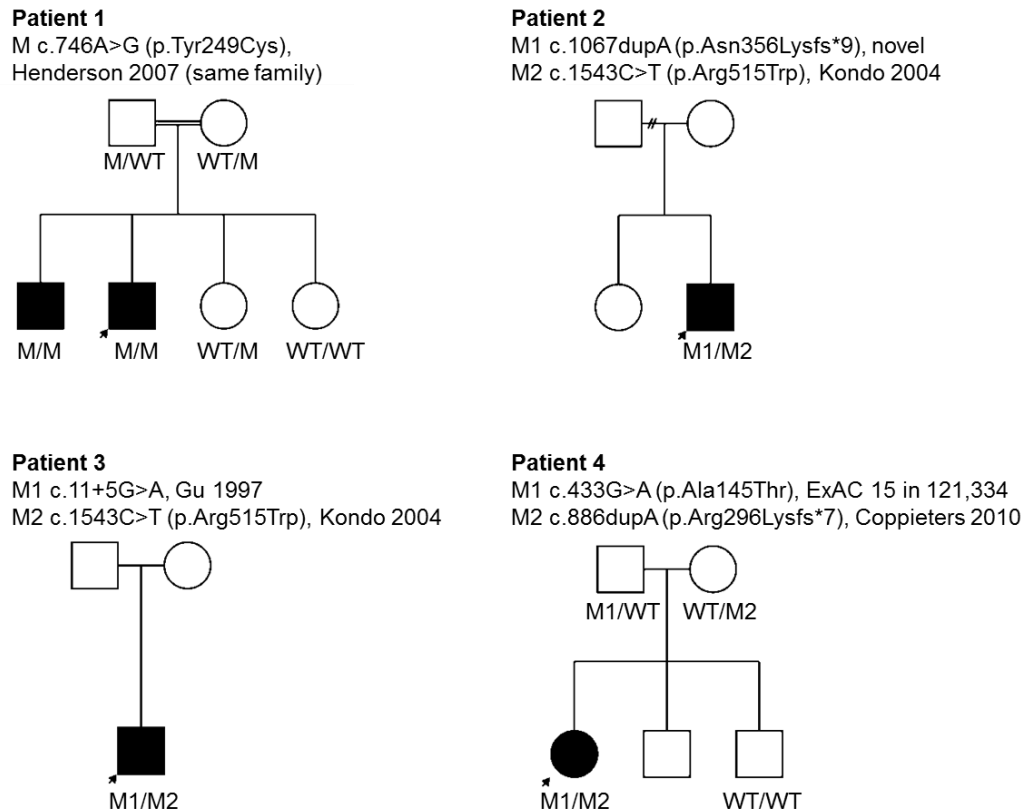 Patient 1
M c.746A>G (p.Tyr249Cys),
Henderson 2007 (same family)
M/WT WT/M
M/M M/M WT/M WT/WT
Patient 2
M1 c.1067dupA (p.Asn356Lysfs*9), novel
M2 c.1543C>T (p.Arg515Trp), Kondo 2004
M1/M2
Patient 3
M1 c.11+5G>A, Gu 1997
M2 c.1543C>T (p.Arg515Trp), Kondo 2004
M1/M2
Patient 4
M1 c.433G>A (p.Ala145Thr), ExAC 15 in 121,334
M2 c.886dupA (p.Arg296Lysfs*7), Coppieters 2010
M1/WT WT/M2
M1/M2 WT/WT